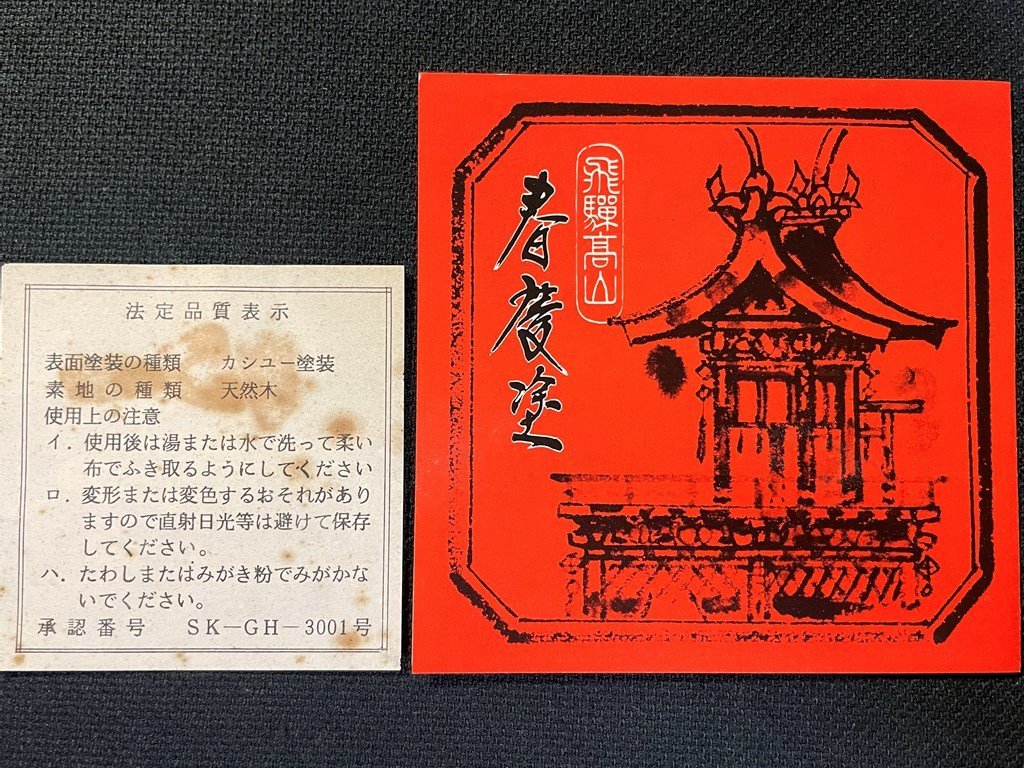 法定品質表示
表面塗装の種類 カシユー塗装
素地の種類 天然木
使用上の注意
イ．使用後は湯または水で洗って柔い
布でふき取るようにしてください
ロ．変形または変色するおそれがあり
ますので直射日光等は避けて保存
してください。
ハ．たわしまたはみがき粉でみがかな
いでください。
承認番号 SK－GH－3001号
飛驒高山
春慶塗